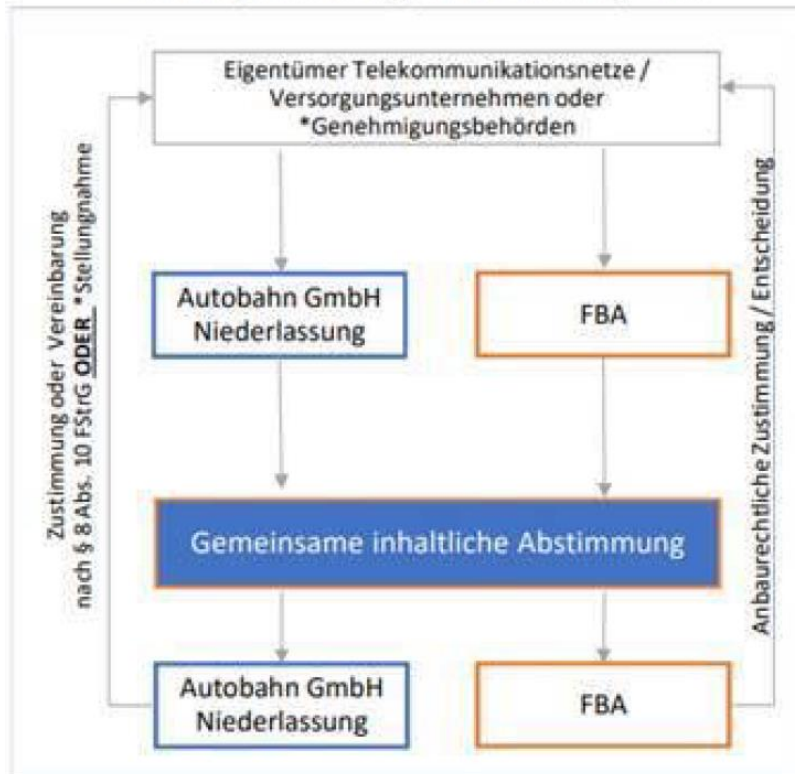 Eigentümer Telekommunikationsnetze /
Versorgungsunternehmen oder
*Genehmigungsbehörden
Zustimmung oder Vereinbarung
nach § 8 Abs. 10 FStrG ODER *Stellungnahme
Anbaurechtliche Zustimmung / Entscheidung
Autobahn GmbH
Niederlassung
FBA
Gemeinsame inhaltliche Abstimmung
Autobahn GmbH
Niederlassung
FBA